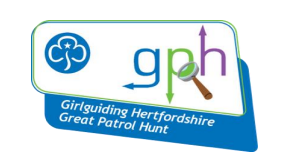 gph
Girlguiding Hertfordshire
Great Patrol Hunt